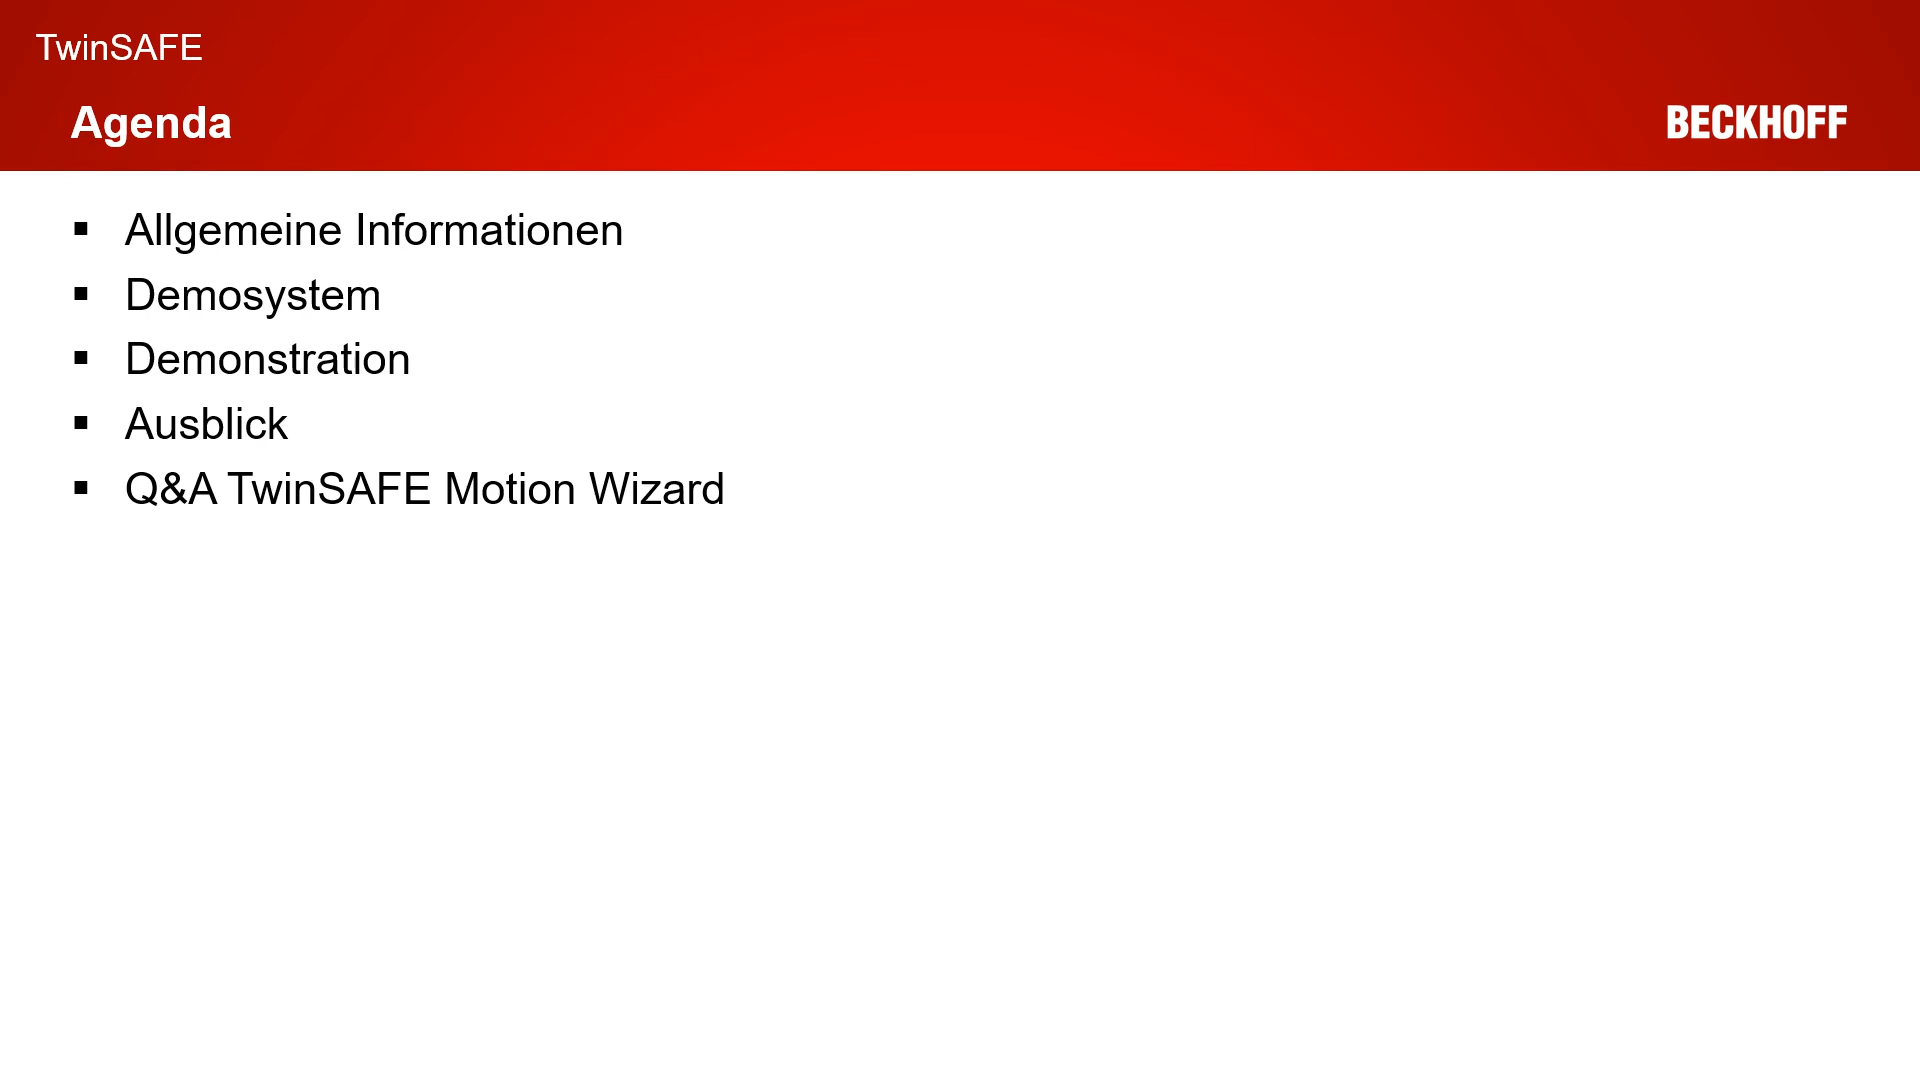 TwinSAFE
Agenda
BECKHOFF
▪ Allgemeine Informationen
▪ Demosystem
▪ Demonstration
▪ Ausblick
▪ Q&A TwinSAFE Motion Wizard